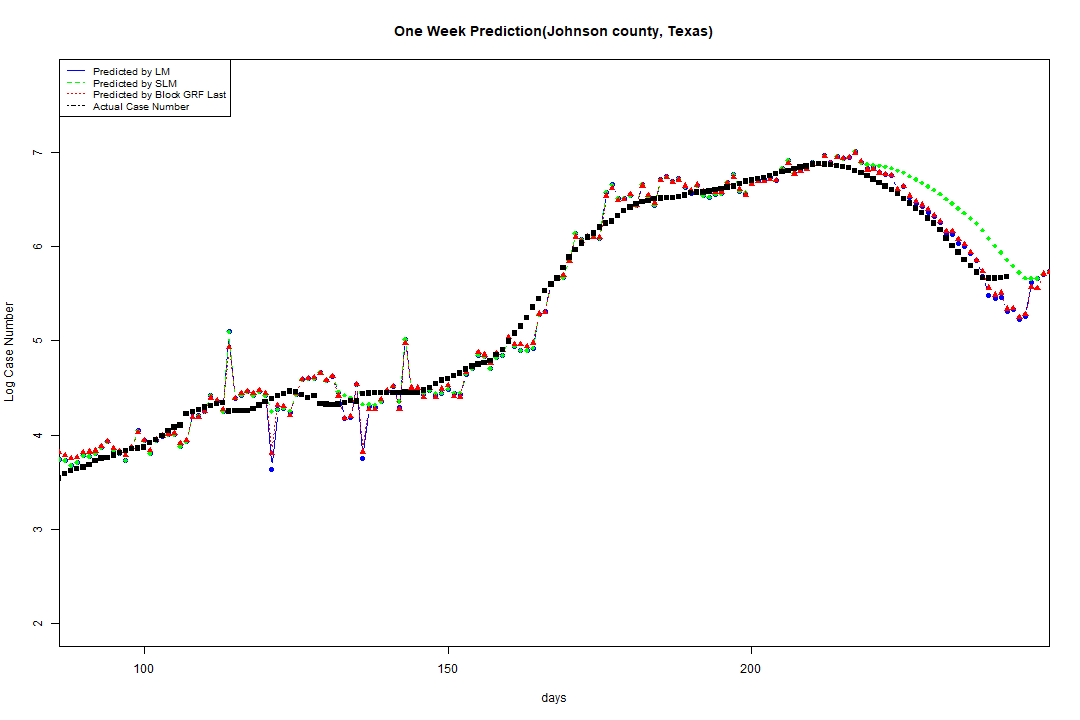 One Week Prediction(Johnson county, Texas)
Predicted by LM
Predicted by SLM
Predicted by Block GRF Last
Actual Case Number
7
6
5
4
3
2
Log Case Number
100 150 200
days